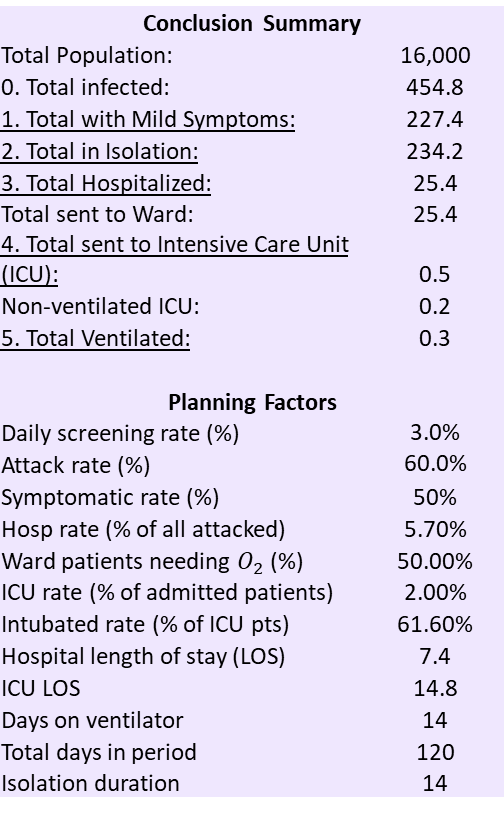 Conclusion Summary
Total Population: 16,000
0. Total infected: 454.8
1. Total with Mild Symptoms: 227.4
2. Total in Isolation: 234.2
3. Total Hospitalized: 25.4
Total sent to Ward: 25.4
4. Total sent to Intensive Care Unit
(ICU): 0.5
Non-ventilated ICU: 0.2
5. Total Ventilated: 0.3
Planning Factors
Daily screening rate (%) 3.0%
Attack rate (%) 60.0%
Symptomatic rate (%) 50%
Hosp rate (% of all attacked) 5.70%
Ward patients needing O₂ (%) 50.00%
ICU rate (% of admitted patients) 2.00%
Intubated rate (% of ICU pts) 61.60%
Hospital length of stay (LOS) 7.4
ICU LOS 14.8
Days on ventilator 14
Total days in period 120
Isolation duration 14